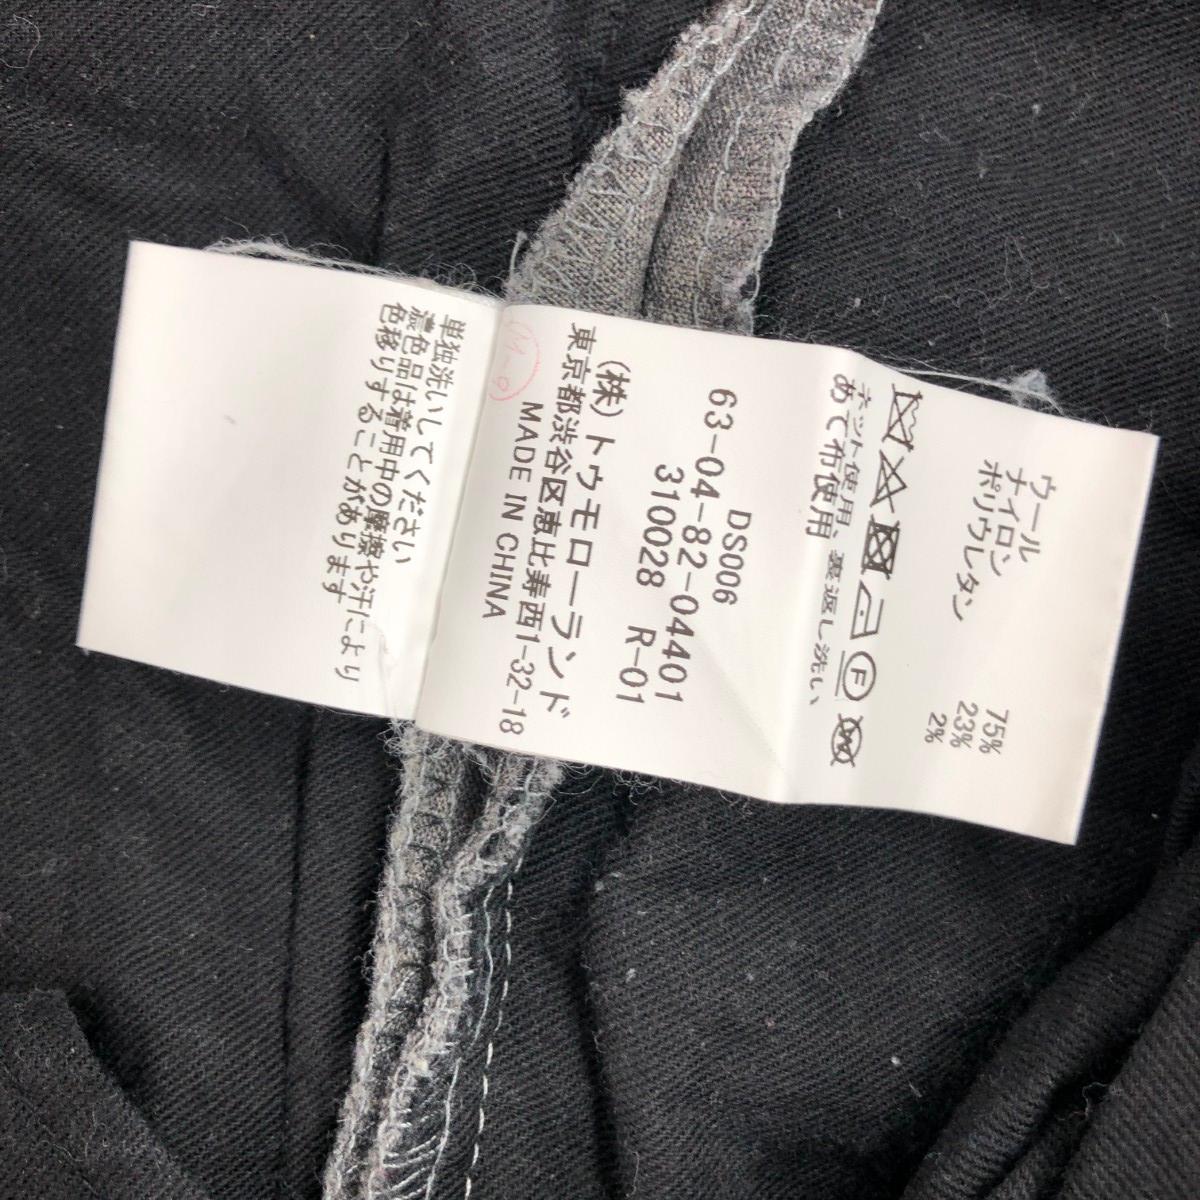 ウール 75%
ナイロン 23%
ポリウレタン 2%
F
ネット使用、裏返し洗い
あて布使用
DS006
63-04-82-04401
310028 R-01
(株)トゥモローランド
東京都渋谷区恵比寿西1-32-18
MADE IN CHINA
単独洗いしてください
濃色品は着用中の摩擦や汗により
色移りすることがあります